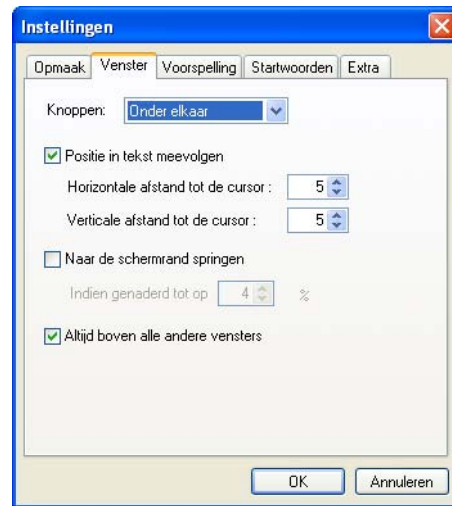 Instellingen
Opmaak Venster Voorspelling Startwoorden Extra
Knoppen: Onder elkaar
Positie in tekst meevolgen
Horizontale afstand tot de cursor : 5
Verticale afstand tot de cursor : 5
Naar de schermrand springen
Indien genaderd tot op 4 %
Altijd boven alle andere vensters
OK Annuleren